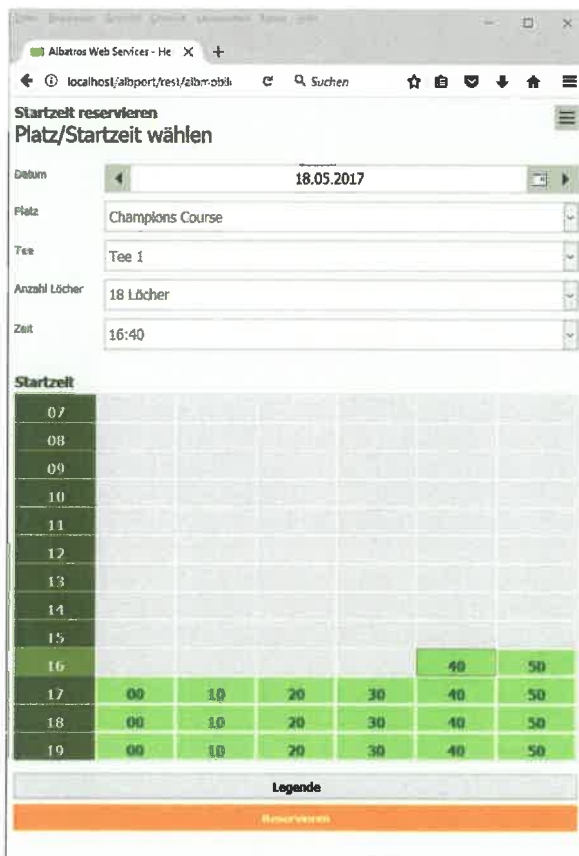 Albatros Web Services - He
localhost/albport/rest/albmobil
Suchen
Startzeit reservieren
Platz/Startzeit wählen
Datum
18.05.2017
Platz
Champions Course
Tee
Tee 1
Anzahl Löcher
18 Löcher
Zeit
16:40
Startzeit
07
08
09
10
11
12
13
14
15
16 40 50
17 00 10 20 30 40 50
18 00 10 20 30 40 50
19 00 10 20 30 40 50
Legende
Reservieren